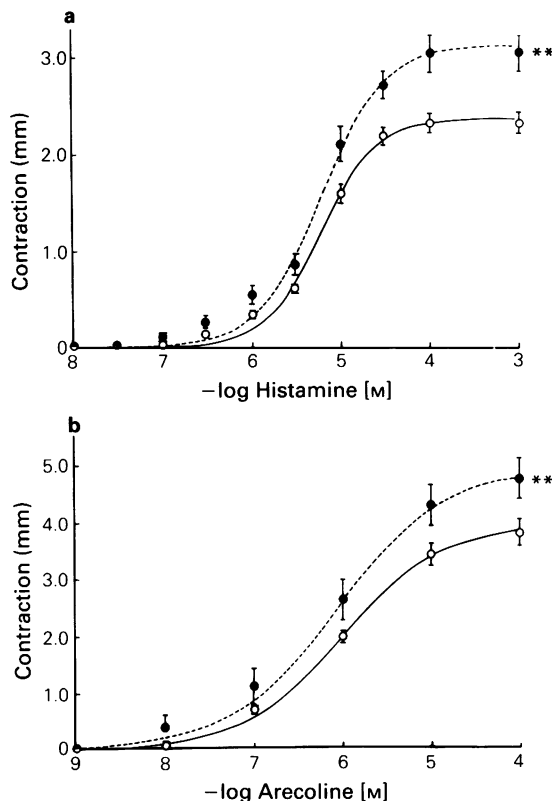 a
3.0
**
2.0
Contraction (mm)
1.0
0
8 7 6 5 4 3
−log Histamine [M]
b
5.0
**
4.0
3.0
Contraction (mm)
2.0
1.0
0
9 8 7 6 5 4
−log Arecoline [M]